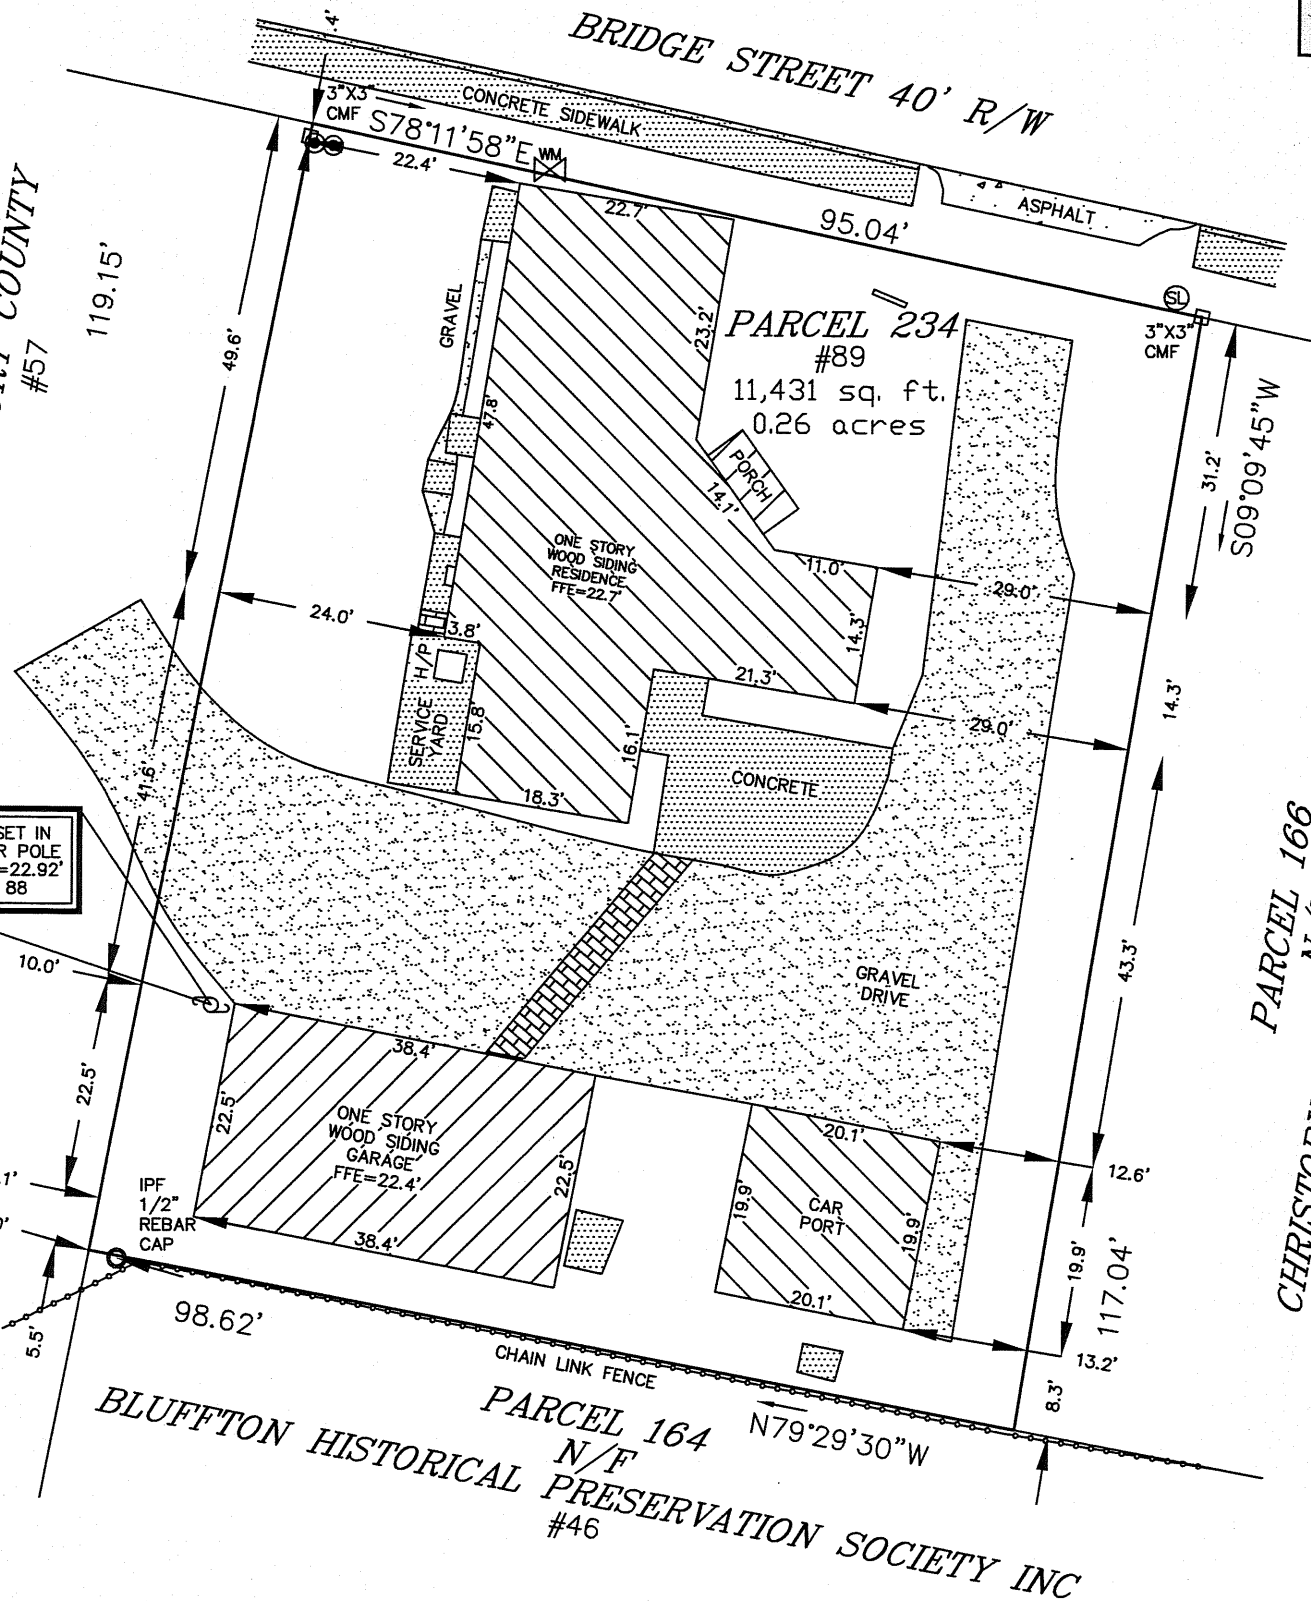 BRIDGE STREET 40' R/W
.4'
3"X3"
CMF
S78°11'58"E
CONCRETE SIDEWALK
WM
22.4'
22.7'
95.04'
ASPHALT
SL
3"X3"
CMF
COUNTY
#57
119.15'
49.6'
GRAVEL
47.8'
23.2'
PARCEL 234
#89
11,431 sq. ft.
0.26 acres
PORCH
14.1'
31.2'
S09°09'45"W
ONE STORY
WOOD SIDING
RESIDENCE
FFE=22.7'
11.0'
29.0'
14.3'
24.0'
3.8'
H/P
SERVICE
YARD
15.8'
21.3'
16.1'
29.0'
14.3'
18.3'
CONCRETE
41.6'
SET IN
POLE
=22.92'
88
10.0'
GRAVEL
DRIVE
43.3'
PARCEL 166
22.5'
38.4'
22.5'
ONE STORY
WOOD SIDING
GARAGE
FFE=22.4'
22.5'
38.4'
20.1'
19.9'
CAR
PORT
19.9'
20.1'
12.6'
19.9'
117.04'
13.2'
8.3'
.1'
IPF
1/2"
REBAR
CAP
5.5'
98.62'
CHAIN LINK FENCE
N79°29'30"W
PARCEL 164
N/F
BLUFFTON HISTORICAL PRESERVATION SOCIETY INC
#46